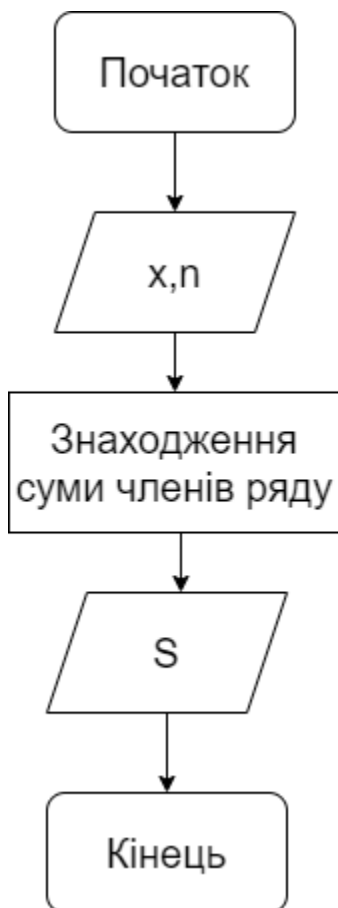 Початок
x,n
Знаходження
суми членів ряду
S
Кінець